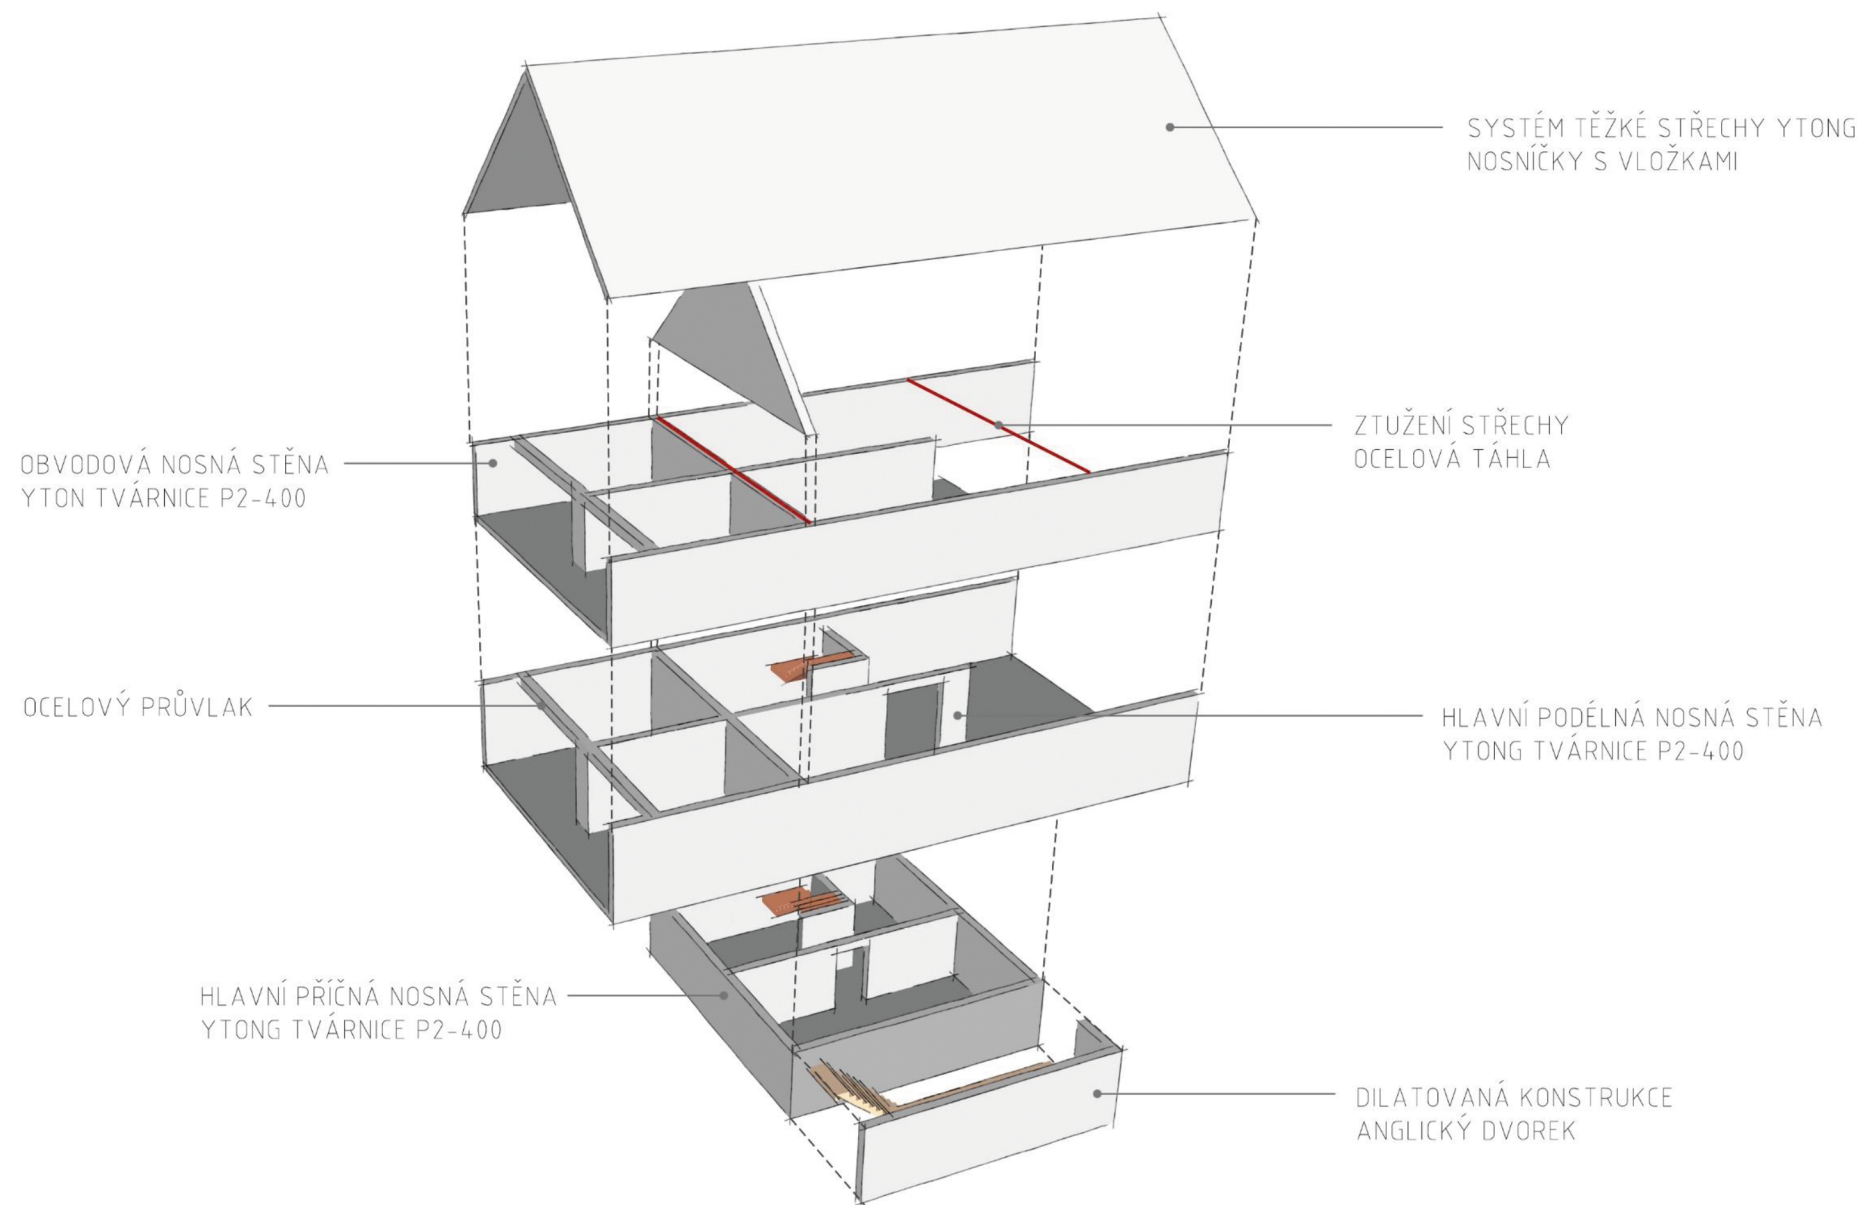 SYSTÉM TĚŽKÉ STŘECHY YTONG
NOSNÍČKY S VLOŽKAMI
ZTUŽENÍ STŘECHY
OCELOVÁ TÁHLA
OBVODOVÁ NOSNÁ STĚNA
YTON TVÁRNICE P2-400
OCELOVÝ PRŮVLAK
HLAVNÍ PODÉLNÁ NOSNÁ STĚNA
YTONG TVÁRNICE P2-400
HLAVNÍ PŘÍČNÁ NOSNÁ STĚNA
YTONG TVÁRNICE P2-400
DILATOVANÁ KONSTRUKCE
ANGLICKÝ DVOREK